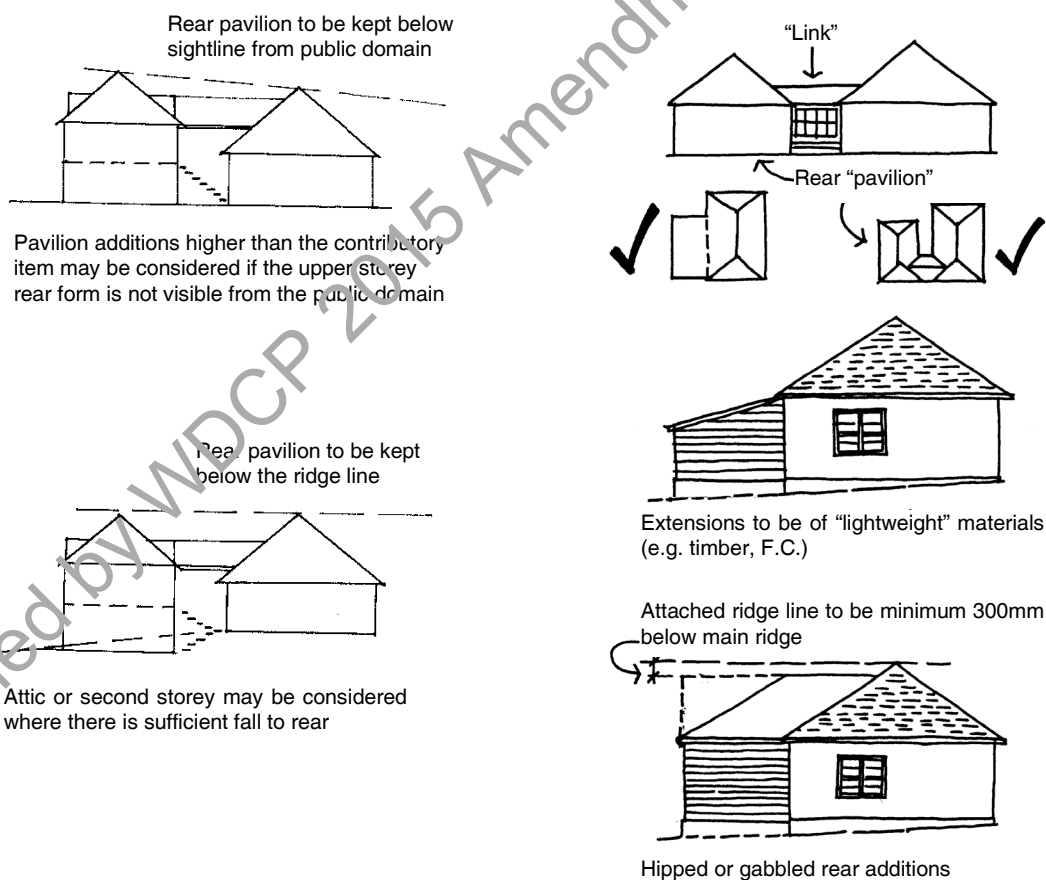 Rear pavilion to be kept below
sightline from public domain
Pavilion additions higher than the contributory
item may be considered if the upper storey
rear form is not visible from the public domain
Rear pavilion to be kept
below the ridge line
Attic or second storey may be considered
where there is sufficient fall to rear
“Link”
Rear “pavilion”
Extensions to be of “lightweight” materials
(e.g. timber, F.C.)
Attached ridge line to be minimum 300mm
below main ridge
Hipped or gabbled rear additions
by WDCP 2015